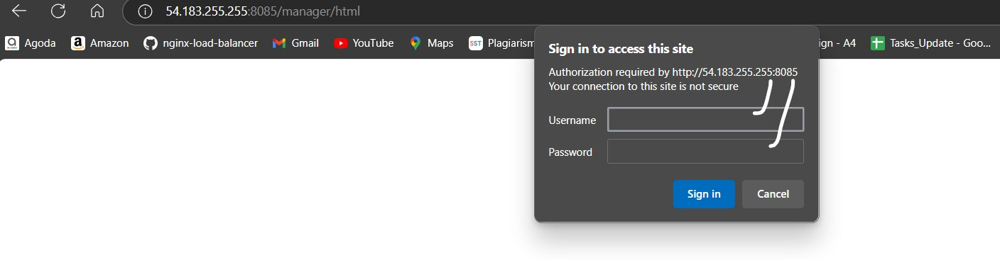 54.183.255.255:8085/manager/html
Agoda Amazon nginx-load-balancer Gmail YouTube Maps SST Plagiarism ign - A4 Tasks_Update - Goo...
Sign in to access this site
Authorization required by http://54.183.255.255:8085
Your connection to this site is not secure
Username
Password
Sign in Cancel